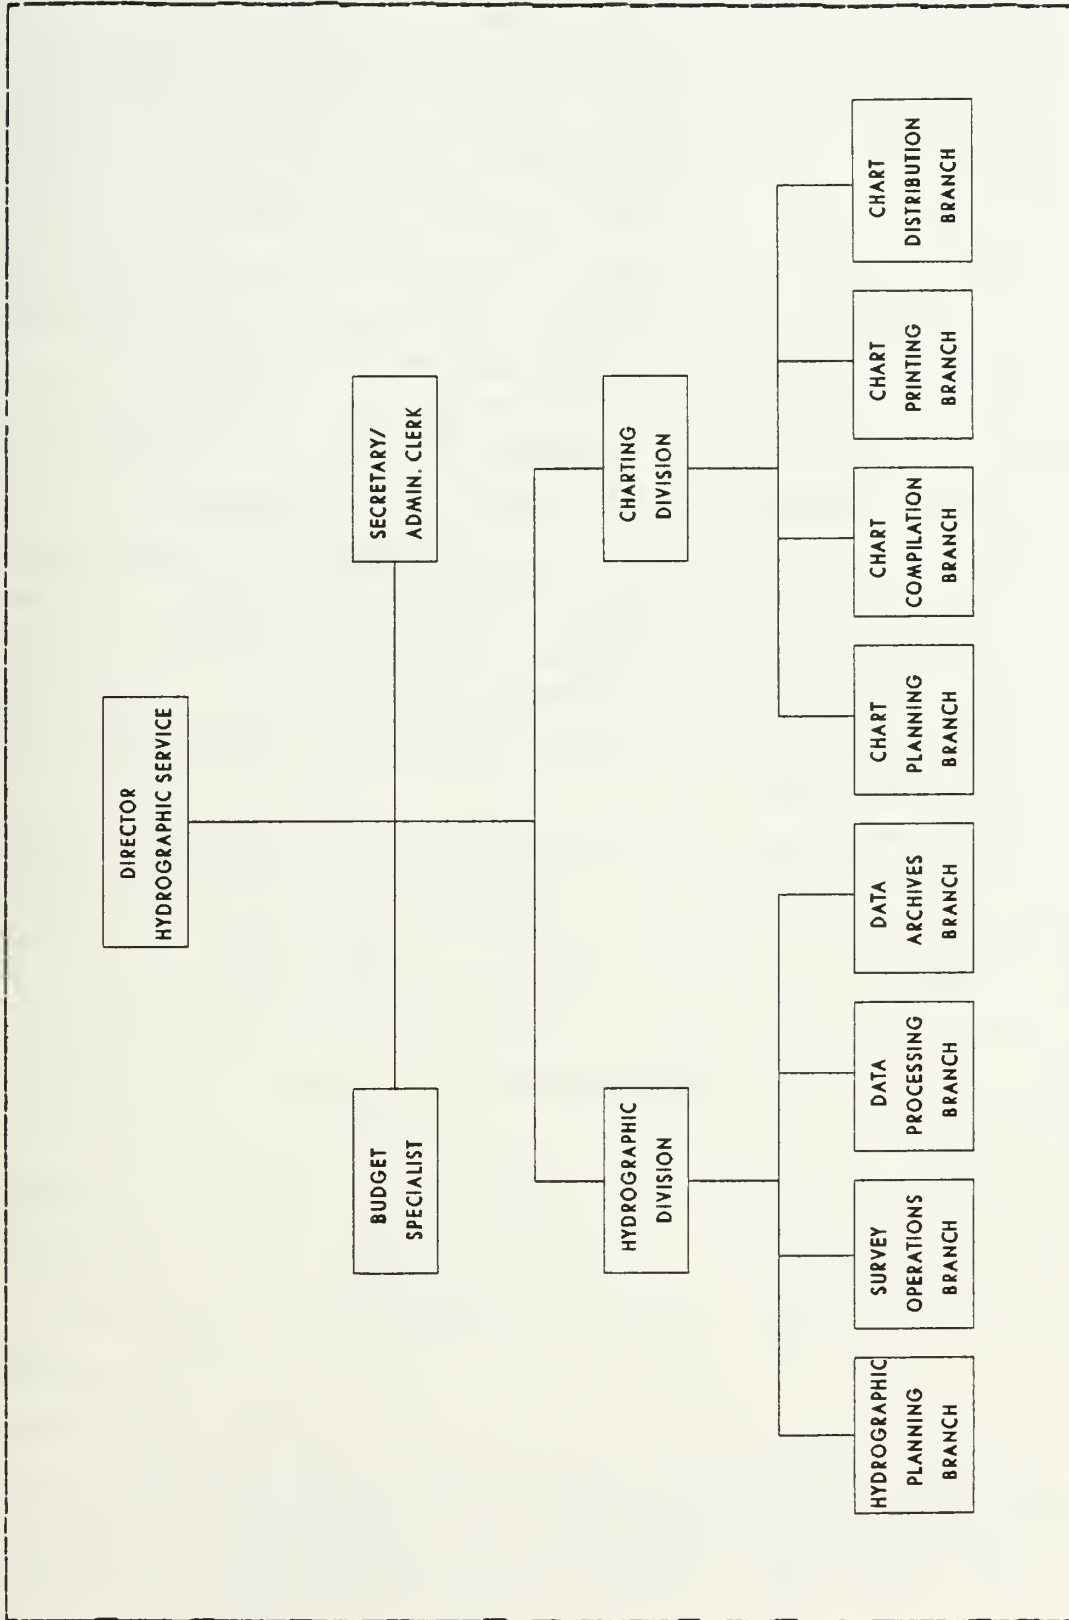 DIRECTOR
HYDROGRAPHIC SERVICE
BUDGET
SPECIALIST
SECRETARY/
ADMIN. CLERK
HYDROGRAPHIC
DIVISION
CHARTING
DIVISION
HYDROGRAPHIC
PLANNING
BRANCH
SURVEY
OPERATIONS
BRANCH
DATA
PROCESSING
BRANCH
DATA
ARCHIVES
BRANCH
CHART
PLANNING
BRANCH
CHART
COMPILATION
BRANCH
CHART
PRINTING
BRANCH
CHART
DISTRIBUTION
BRANCH